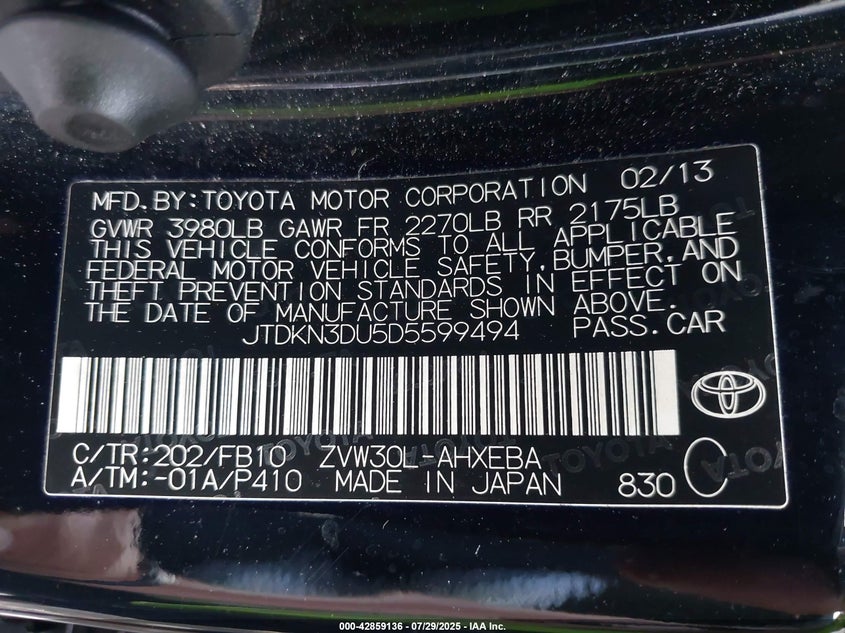 MFD. BY: TOYOTA MOTOR CORPORATION 02/13
GVWR 3980LB GAWR FR 2270LB RR 2175LB
THIS VEHICLE CONFORMS TO ALL APPLICABLE
FEDERAL MOTOR VEHICLE SAFETY, BUMPER, AND
THEFT PREVENTION STANDARDS IN EFFECT ON
THE DATE OF MANUFACTURE SHOWN ABOVE.
JTDKN3DU5D5599494 PASS. CAR
C/TR: 202/FB10 ZVW30L-AHXEBA
A/TM: -01A/P410 MADE IN JAPAN 830
000-42859136 - 07/29/2025 - IAA Inc.